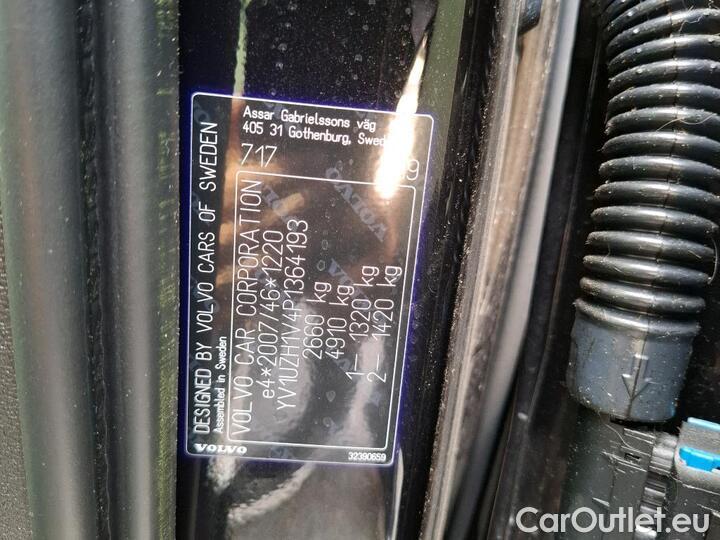 DESIGNED BY VOLVO CARS OF SWEDEN
Assembled in Sweden
Assar Gabrielssons väg
405 31 Gothenburg,
717
VOLVO CAR CORPORATION
e4*2007/46*1220
YV1UZH1V4P1364193
2660 kg
4910 kg
1– 1320 kg
2– 1420 kg
VOLVO
32390659
VOLVO
CarOutlet.eu